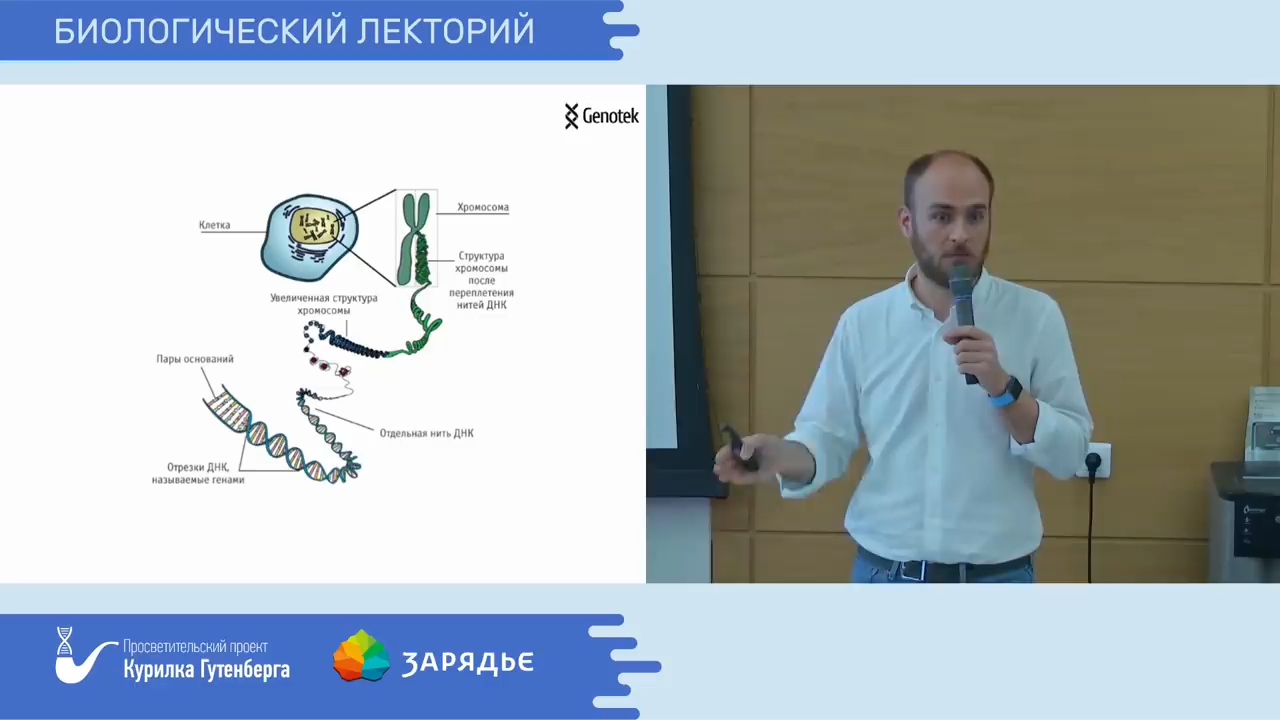 БИОЛОГИЧЕСКИЙ ЛЕКТОРИЙ
Genotek
Клетка
Хромосома
Структура
хромосомы
после
переплетения
нитей ДНК
Увеличенная структура
хромосомы
Пары оснований
Отдельная нить ДНК
Отрезки ДНК,
называемые генами
Просветительский проект
Курилка Гутенберга
ЗАРЯДЬЕ